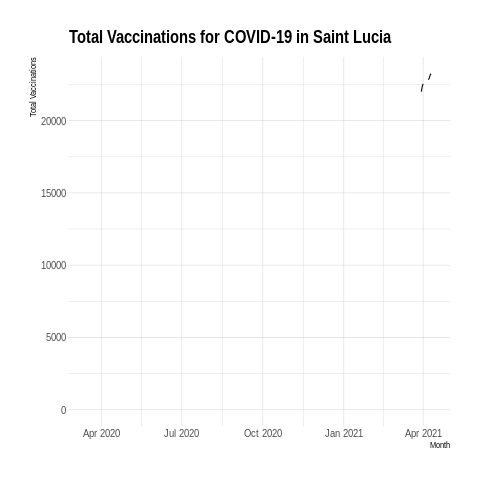 Total Vaccinations for COVID-19 in Saint Lucia
Total Vaccinations
20000
15000
10000
5000
0
Apr 2020 Jul 2020 Oct 2020 Jan 2021 Apr 2021
Month